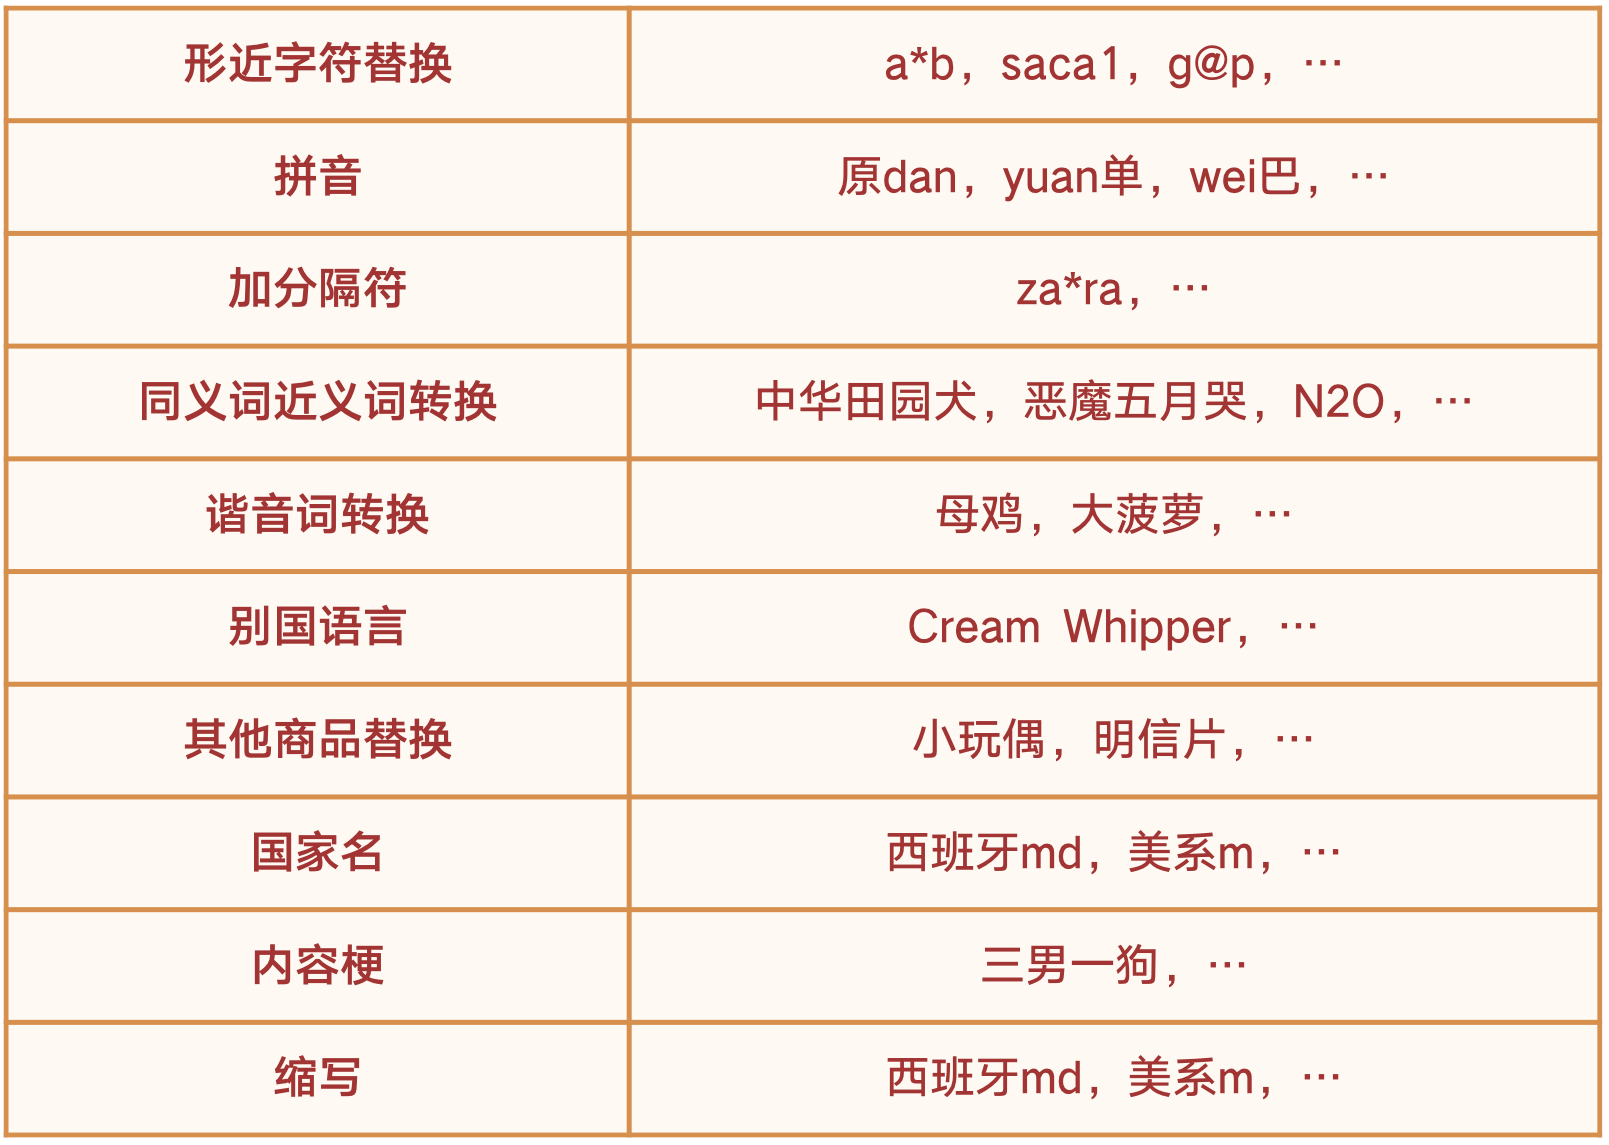 形近字符替换 a*b，saca1，g@p，…
拼音 原dan，yuan单，wei巴，…
加分隔符 za*ra，…
同义词近义词转换 中华田园犬，恶魔五月哭，N2O，…
谐音词转换 母鸡，大菠萝，…
别国语言 Cream Whipper，…
其他商品替换 小玩偶，明信片，…
国家名 西班牙md，美系m，…
内容梗 三男一狗，…
缩写 西班牙md，美系m，…